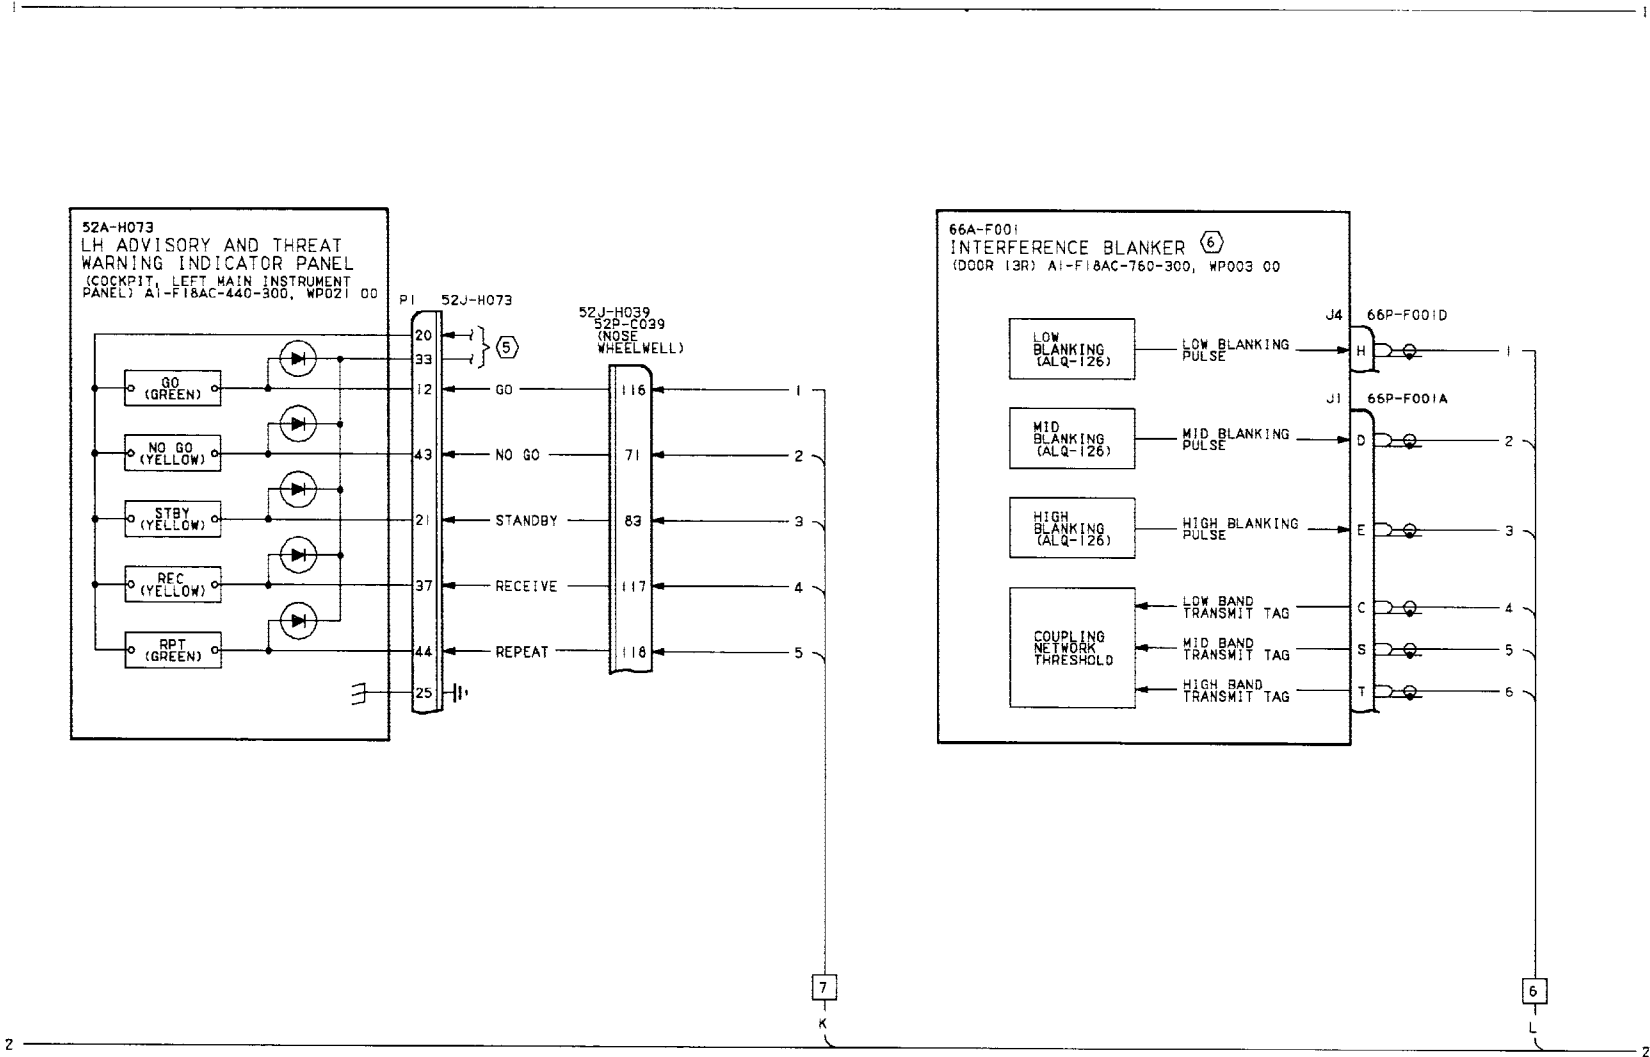 1
1
52A-H073
LH ADVISORY AND THREAT
WARNING INDICATOR PANEL
(COCKPIT, LEFT MAIN INSTRUMENT
PANEL) A1-F18AC-440-300, WP021 00
P1
52J-H073
20
33
5
GO
(GREEN)
12
GO
NO GO
(YELLOW)
43
NO GO
STBY
(YELLOW)
21
STANDBY
REC
(YELLOW)
37
RECEIVE
RPT
(GREEN)
44
REPEAT
25
52J-H039
52P-C039
(NOSE
WHEELWELL)
116
1
71
2
83
3
117
4
118
5
7
K
66A-F001
INTERFERENCE BLANKER
6
(DOOR 13R) A1-F18AC-760-300, WP003 00
LOW
BLANKING
(ALQ-126)
LOW BLANKING
PULSE
J4
66P-F001D
H
1
J1
66P-F001A
MID
BLANKING
(ALQ-126)
MID BLANKING
PULSE
D
2
HIGH
BLANKING
(ALQ-126)
HIGH BLANKING
PULSE
E
3
COUPLING
NETWORK
THRESHOLD
LOW BAND
TRANSMIT TAG
C
4
MID BAND
TRANSMIT TAG
S
5
HIGH BAND
TRANSMIT TAG
T
6
6
L
2
2